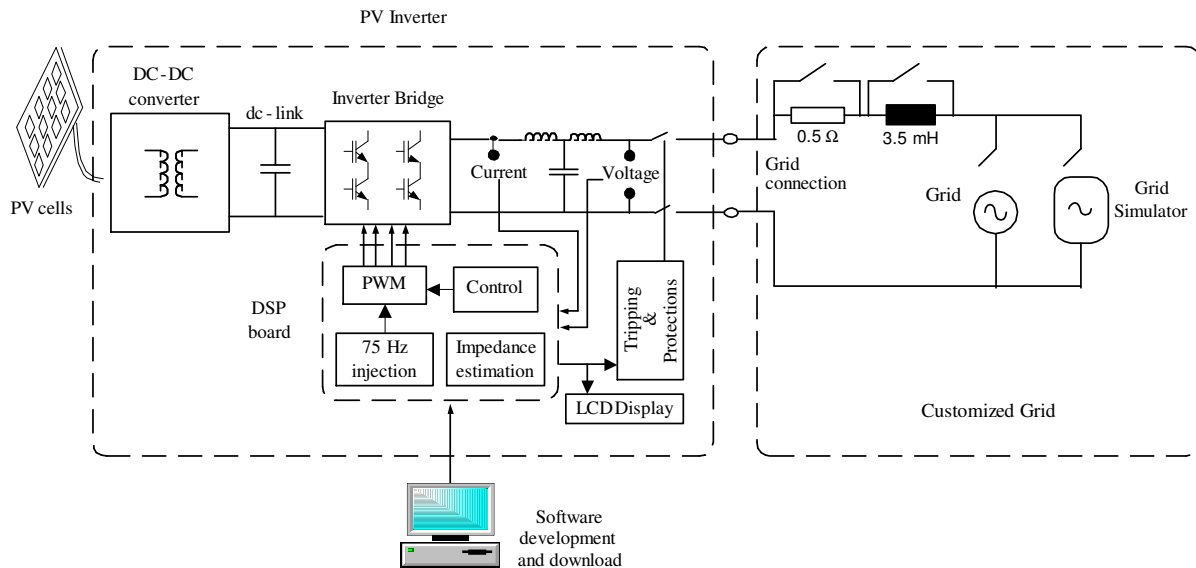 PV Inverter
DC-DC
converter
dc-link
Inverter Bridge
PV cells
Current
Voltage
0.5 Ω
3.5 mH
Grid
connection
Grid
Grid
Simulator
DSP
board
PWM
Control
75 Hz
injection
Impedance
estimation
Tripping
&
Protections
LCD Display
Customized Grid
Software
development
and download